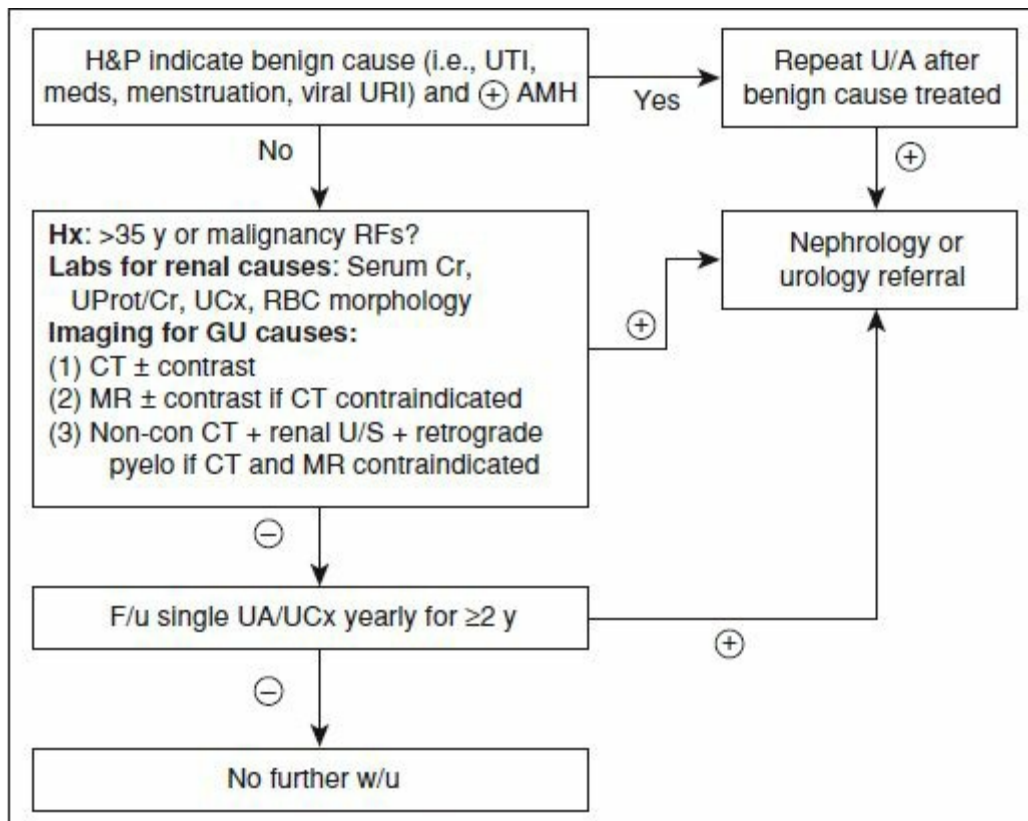 H&P indicate benign cause (i.e., UTI,
meds, menstruation, viral URI) and ⊕ AMH
Yes
Repeat U/A after
benign cause treated
No
⊕
Hx: >35 y or malignancy RFs?
Labs for renal causes: Serum Cr,
UProt/Cr, UCx, RBC morphology
Imaging for GU causes:
(1) CT ± contrast
(2) MR ± contrast if CT contraindicated
(3) Non-con CT + renal U/S + retrograde
pyelo if CT and MR contraindicated
⊕
Nephrology or
urology referral
⊖
F/u single UA/UCx yearly for ≥2 y
⊕
⊖
No further w/u